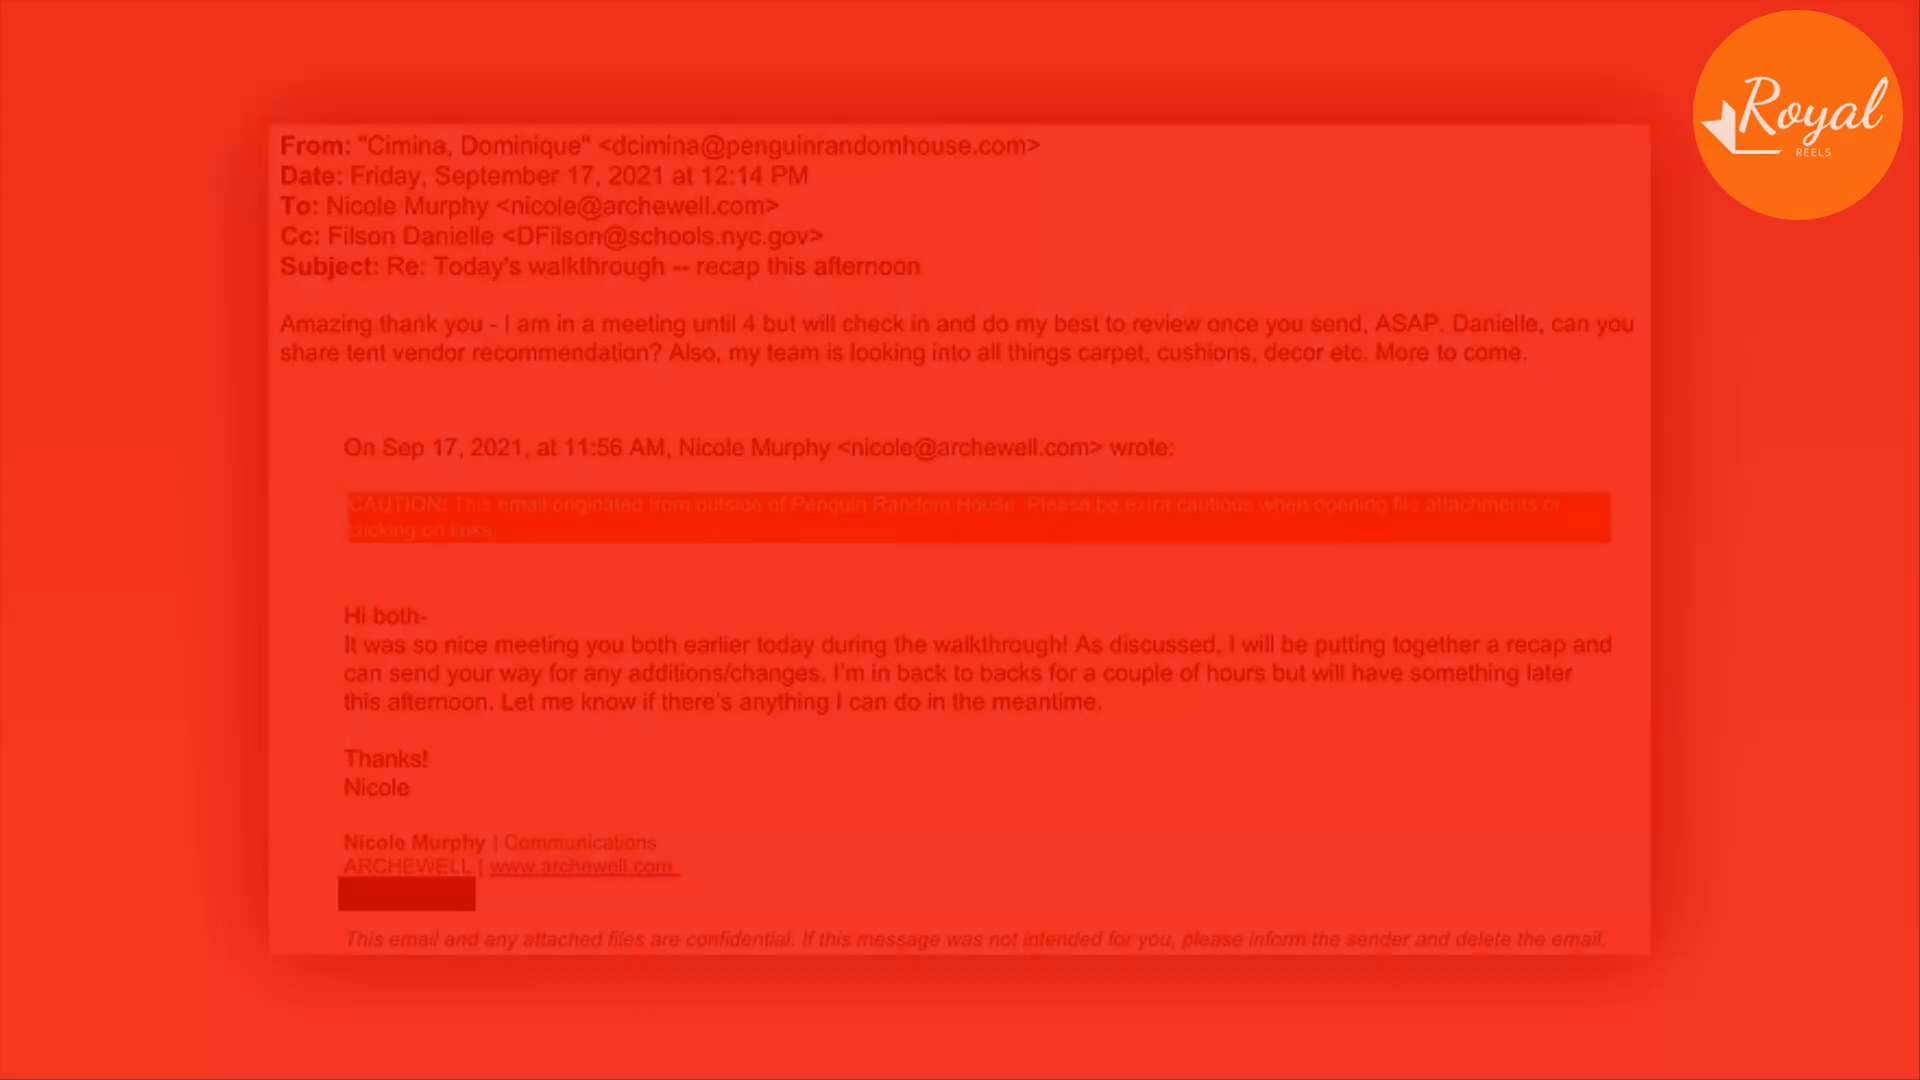 Royal
REELS
From: "Cimina, Dominique" <dcimina@penguinrandomhouse.com>
Date: Friday, September 17, 2021 at 12:14 PM
To: Nicole Murphy <nicole@archewell.com>
Cc: Filson Danielle <DFilson@schools.nyc.gov>
Subject: Re: Today's walkthrough -- recap this afternoon
Amazing thank you - I am in a meeting until 4 but will check in and do my best to review once you send, ASAP. Danielle, can you
share tent vendor recommendation? Also, my team is looking into all things carpet, cushions, decor etc. More to come.
On Sep 17, 2021, at 11:56 AM, Nicole Murphy <nicole@archewell.com> wrote:
CAUTION! This email originated from outside of Penguin Random House. Please be extra cautious when opening file attachments or
clicking on links.
Hi both-
It was so nice meeting you both earlier today during the walkthrough! As discussed, I will be putting together a recap and
can send your way for any additions/changes. I'm in back to backs for a couple of hours but will have something later
this afternoon. Let me know if there's anything I can do in the meantime.
Thanks!
Nicole
Nicole Murphy | Communications
ARCHEWELL | www.archewell.com
This email and any attached files are confidential. If this message was not intended for you, please inform the sender and delete the email.